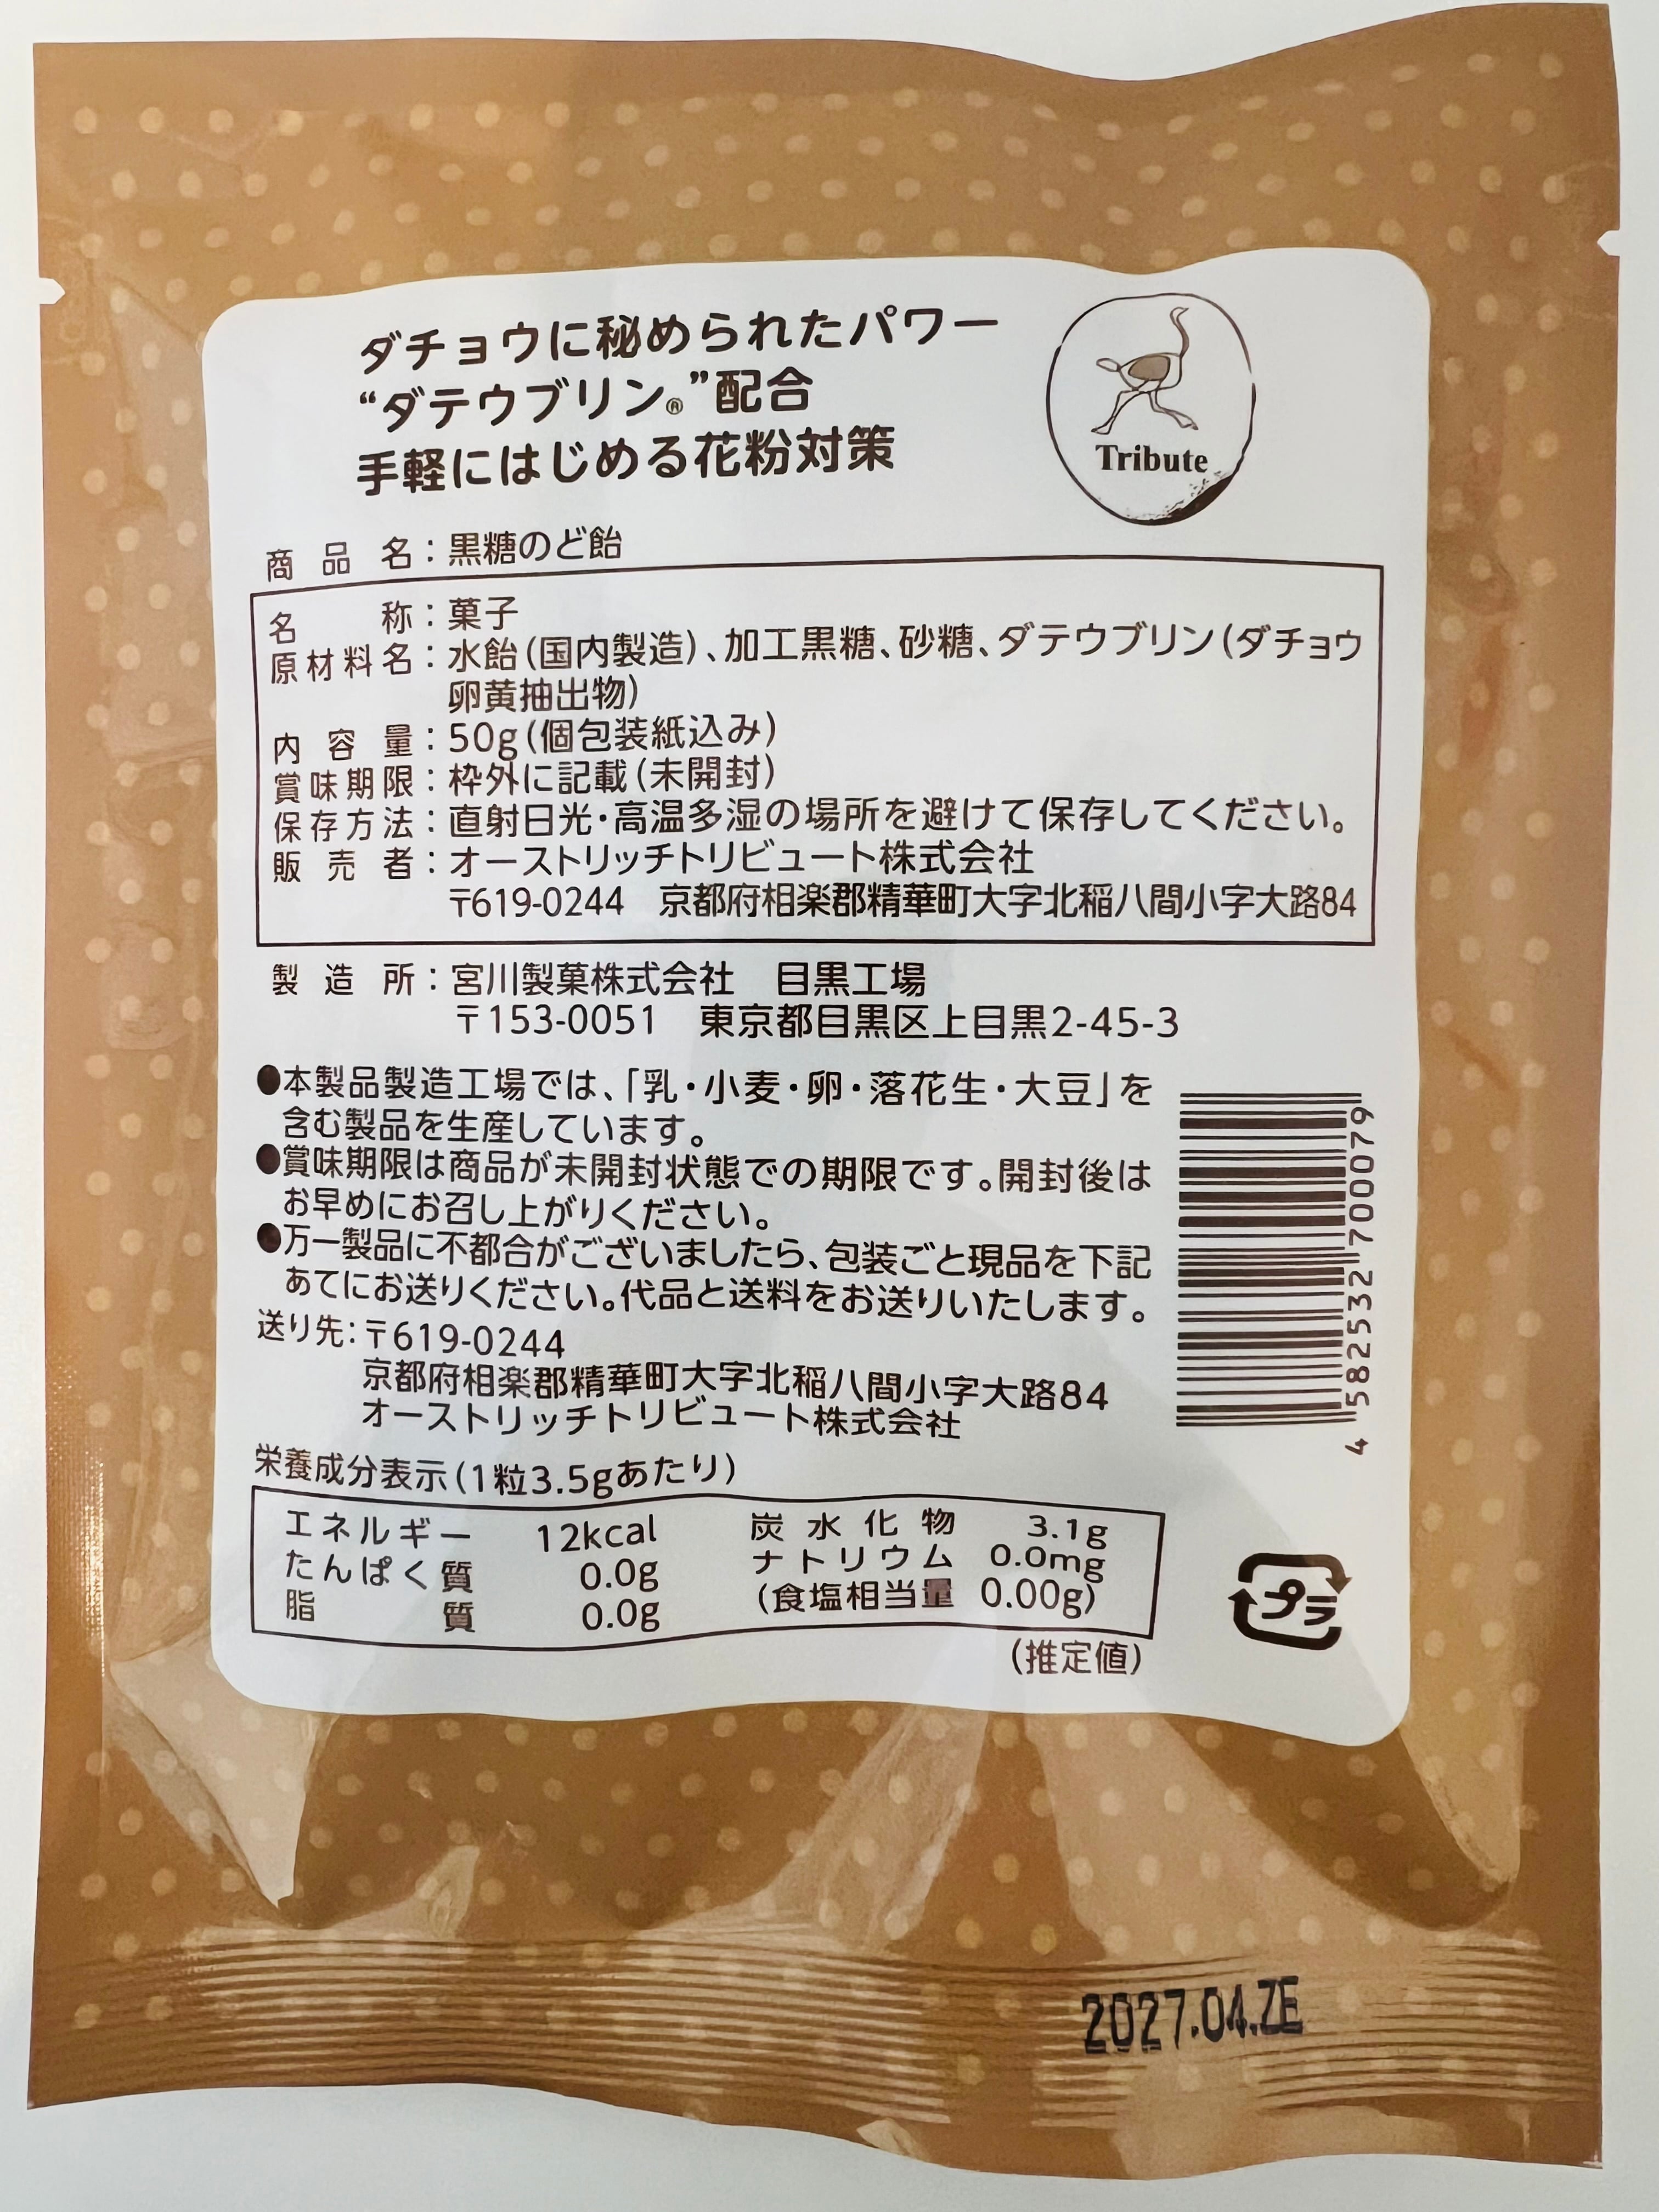 ダチョウに秘められたパワー
“ダテウブリン®”配合
手軽にはじめる花粉対策
Tribute
商品名：黒糖のど飴
名称：菓子
原材料名：水飴(国内製造)、加工黒糖、砂糖、ダテウブリン(ダチョウ
卵黄抽出物)
内容量：50g(個包装紙込み)
賞味期限：枠外に記載(未開封)
保存方法：直射日光・高温多湿の場所を避けて保存してください。
販売者：オーストリッチトリビュート株式会社
〒619-0244 京都府相楽郡精華町大字北稲八間小字大路84
製造所：宮川製菓株式会社 目黒工場
〒153-0051 東京都目黒区上目黒2-45-3
●本製品製造工場では、「乳・小麦・卵・落花生・大豆」を
含む製品を生産しています。
●賞味期限は商品が未開封状態での期限です。開封後は
お早めにお召し上がりください。
●万一製品に不都合がございましたら、包装ごと現品を下記
あてにお送りください。代品と送料をお送りいたします。
送り先：〒619-0244
京都府相楽郡精華町大字北稲八間小字大路84
オーストリッチトリビュート株式会社
4 582532 700079
栄養成分表示(1粒3.5gあたり)
エネルギー 12kcal 炭水化物 3.1g
たんぱく質 0.0g ナトリウム 0.0mg
脂質 0.0g (食塩相当量 0.00g)
(推定値)
プラ
2027.04.ZE